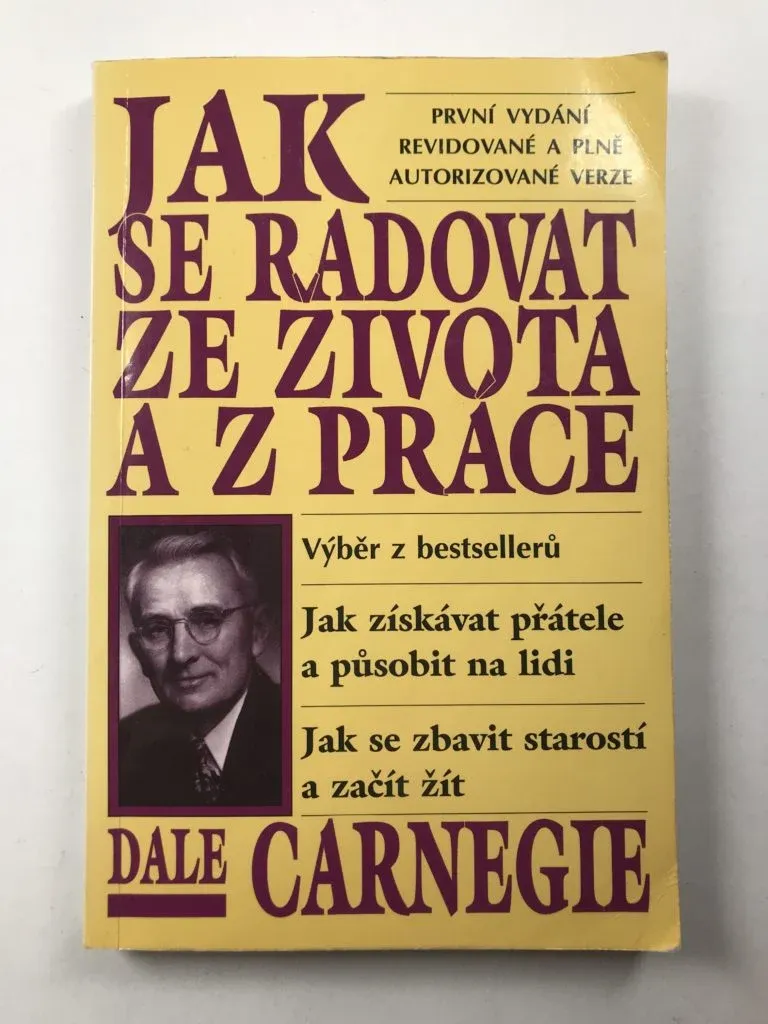 JAK
PRVNÍ VYDÁNÍ
REVIDOVANÉ A PLNĚ
AUTORIZOVANÉ VERZE
SE RADOVAT
ZE ŽIVOTA
A Z PRÁCE
Výběr z bestsellerů
Jak získávat přátele
a působit na lidi
Jak se zbavit starostí
a začít žít
DALE CARNEGIE